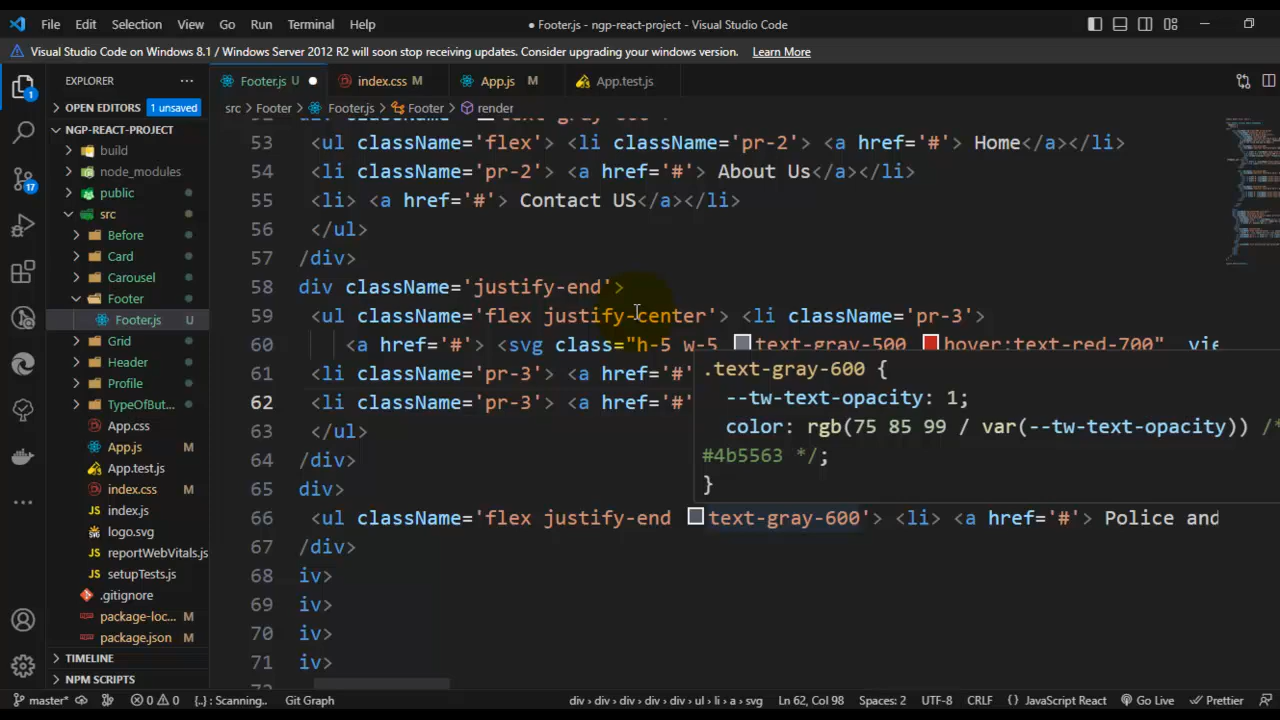 File Edit Selection View Go Run Terminal Help
● Footer.js - ngp-react-project - Visual Studio Code
Visual Studio Code on Windows 8.1 / Windows Server 2012 R2 will soon stop receiving updates. Consider upgrading your windows version. Learn More
EXPLORER ···
Footer.js U ●
index.css M
App.js M
App.test.js
OPEN EDITORS 1 unsaved
src > Footer > Footer.js > Footer > render
NGP-REACT-PROJECT
build
node_modules
public
src
Before
Card
Carousel
Footer
Footer.js U
Grid
Header
Profile
TypeOfBut...
App.css
App.js M
App.test.js
index.css M
index.js
logo.svg
reportWebVitals.js
setupTests.js
.gitignore
package-loc... M
package.json M
TIMELINE
NPM SCRIPTS
1
17
53 <ul className='flex'> <li className='pr-2'> <a href='#'> Home</a></li>
54 <li className='pr-2'> <a href='#'> About Us</a></li>
55 <li> <a href='#'> Contact US</a></li>
56 </ul>
57 /div>
58 div className='justify-end'>
59 <ul className='flex justify-center'> <li className='pr-3'>
60 <a href='#'> <svg class="h-5 w-5 text-gray-500 hover:text-red-700" vie
61 <li className='pr-3'> <a href='#'
62 <li className='pr-3'> <a href='#'
63 </ul>
64 /div>
65 div>
66 <ul className='flex justify-end text-gray-600'> <li> <a href='#'> Police and
67 /div>
68 iv>
69 iv>
70 iv>
71 iv>
.text-gray-600 {
--tw-text-opacity: 1;
color: rgb(75 85 99 / var(--tw-text-opacity)) /*
#4b5563 */;
}
master* 0 0 {..} : Scanning.. Git Graph
div > div > div > div > div > ul > li > a > svg Ln 62, Col 98 Spaces: 2 UTF-8 CRLF {} JavaScript React Go Live Prettier